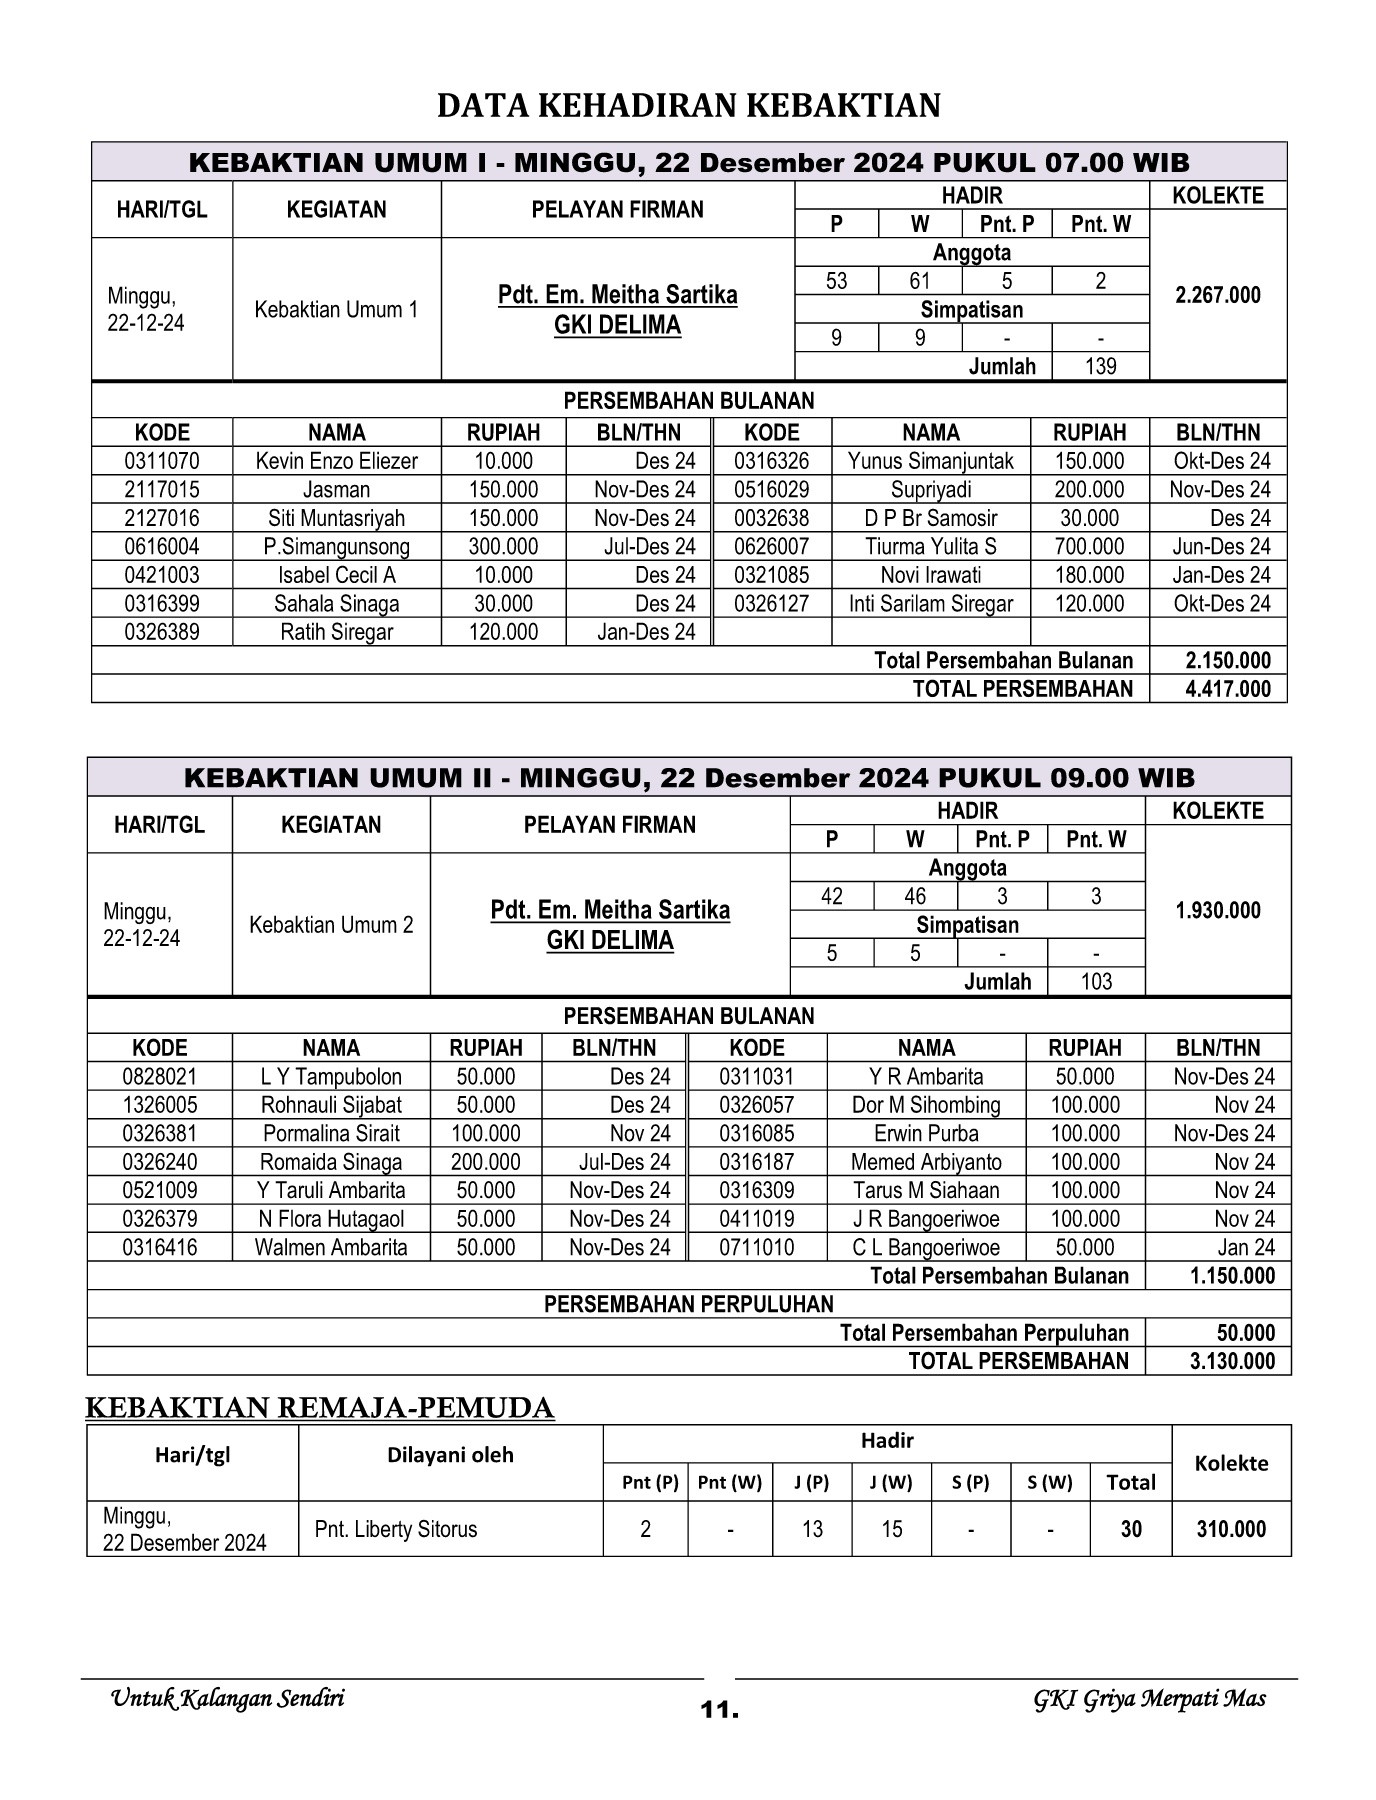 DATA KEHADIRAN KEBAKTIAN
KEBAKTIAN UMUM I - MINGGU, 22 Desember 2024 PUKUL 07.00 WIB
HARI/TGL KEGIATAN PELAYAN FIRMAN HADIR KOLEKTE
P W Pnt. P Pnt. W
Anggota
53 61 5 2
Minggu,
22-12-24
Kebaktian Umum 1
Pdt. Em. Meitha Sartika
GKI DELIMA
2.267.000
Simpatisan
9 9 - -
Jumlah 139
PERSEMBAHAN BULANAN
KODE NAMA RUPIAH BLN/THN KODE NAMA RUPIAH BLN/THN
0311070 Kevin Enzo Eliezer 10.000 Des 24 0316326 Yunus Simanjuntak 150.000 Okt-Des 24
2117015 Jasman 150.000 Nov-Des 24 0516029 Supriyadi 200.000 Nov-Des 24
2127016 Siti Muntasriyah 150.000 Nov-Des 24 0032638 D P Br Samosir 30.000 Des 24
0616004 P.Simangunsong 300.000 Jul-Des 24 0626007 Tiurma Yulita S 700.000 Jun-Des 24
0421003 Isabel Cecil A 10.000 Des 24 0321085 Novi Irawati 180.000 Jan-Des 24
0316399 Sahala Sinaga 30.000 Des 24 0326127 Inti Sarilam Siregar 120.000 Okt-Des 24
0326389 Ratih Siregar 120.000 Jan-Des 24
Total Persembahan Bulanan 2.150.000
TOTAL PERSEMBAHAN 4.417.000
KEBAKTIAN UMUM II - MINGGU, 22 Desember 2024 PUKUL 09.00 WIB
HARI/TGL KEGIATAN PELAYAN FIRMAN HADIR KOLEKTE
P W Pnt. P Pnt. W
Anggota
42 46 3 3
Minggu,
22-12-24
Kebaktian Umum 2
Pdt. Em. Meitha Sartika
GKI DELIMA
1.930.000
Simpatisan
5 5 - -
Jumlah 103
PERSEMBAHAN BULANAN
KODE NAMA RUPIAH BLN/THN KODE NAMA RUPIAH BLN/THN
0828021 L Y Tampubolon 50.000 Des 24 0311031 Y R Ambarita 50.000 Nov-Des 24
1326005 Rohnauli Sijabat 50.000 Des 24 0326057 Dor M Sihombing 100.000 Nov 24
0326381 Pormalina Sirait 100.000 Nov 24 0316085 Erwin Purba 100.000 Nov-Des 24
0326240 Romaida Sinaga 200.000 Jul-Des 24 0316187 Memed Arbiyanto 100.000 Nov 24
0521009 Y Taruli Ambarita 50.000 Nov-Des 24 0316309 Tarus M Siahaan 100.000 Nov 24
0326379 N Flora Hutagaol 50.000 Nov-Des 24 0411019 J R Bangoeriwoe 100.000 Nov 24
0316416 Walmen Ambarita 50.000 Nov-Des 24 0711010 C L Bangoeriwoe 50.000 Jan 24
Total Persembahan Bulanan 1.150.000
PERSEMBAHAN PERPULUHAN
Total Persembahan Perpuluhan 50.000
TOTAL PERSEMBAHAN 3.130.000
KEBAKTIAN REMAJA-PEMUDA
Hari/tgl Dilayani oleh Hadir Kolekte
Pnt (P) Pnt (W) J (P) J (W) S (P) S (W) Total
Minggu,
22 Desember 2024 Pnt. Liberty Sitorus 2 - 13 15 - - 30 310.000
Untuk Kalangan Sendiri 11. GKI Griya Merpati Mas